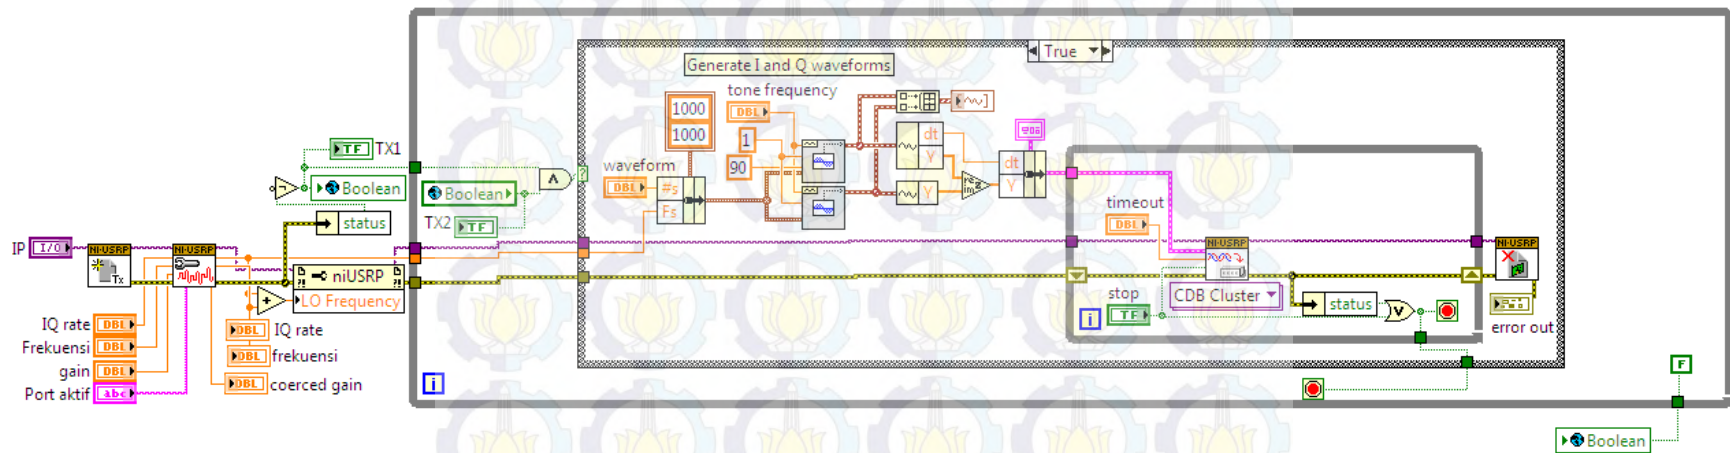 True
Generate I and Q waveforms
tone frequency
1000
DBL
1000
TX1
TF
1
dt
Y
dt
Y
90
waveform
Boolean
Boolean
DBL
#s
Fs
Y
re
im
TX2
TF
timeout
DBL
status
IP
I/O
NI-USRP
Tx
NI-USRP
niUSRP
LO Frequency
NI-USRP
NI-USRP
CDB Cluster
stop
TF
i
status
error out
IQ rate
DBL
Frekuensi
DBL
gain
DBL
Port aktif
abc
DBL
IQ rate
DBL
frekuensi
DBL
coerced gain
i
F
Boolean